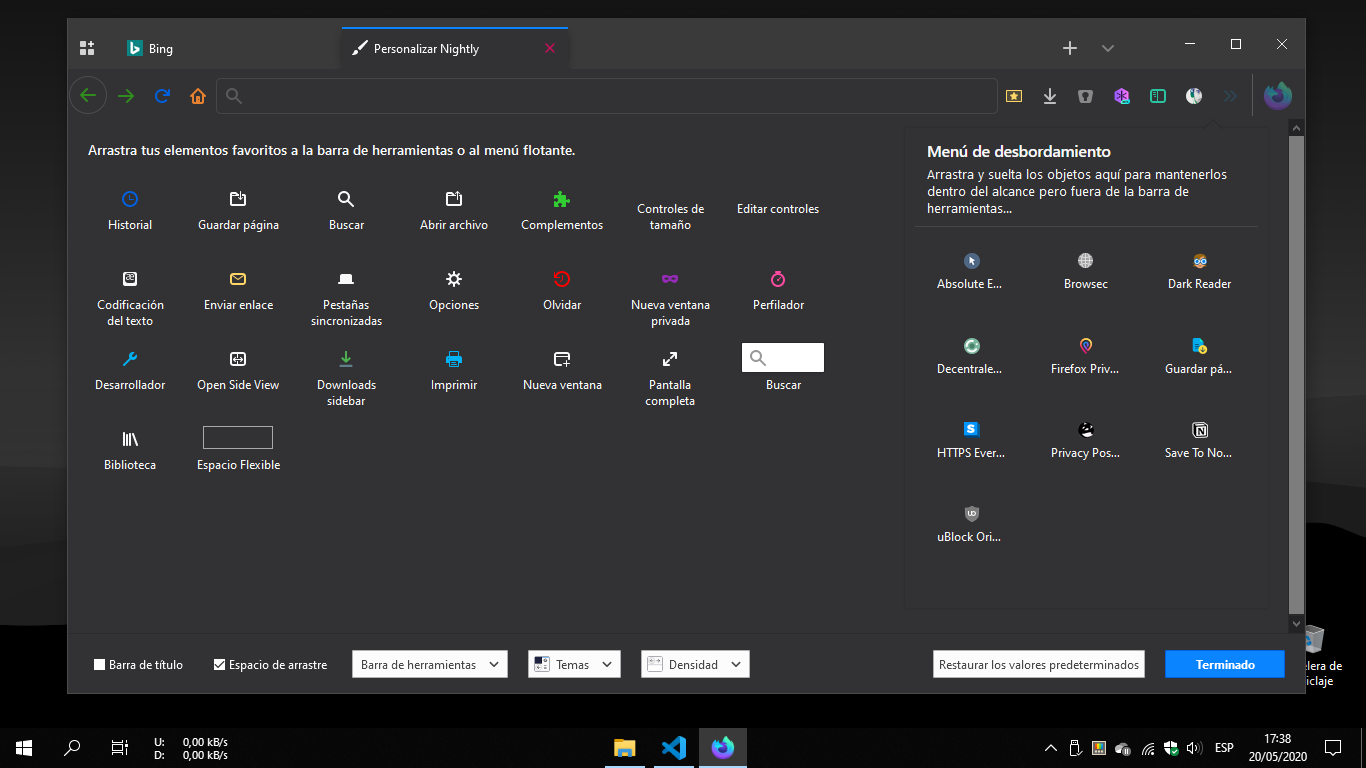 Bing
Personalizar Nightly
Arrastra tus elementos favoritos a la barra de herramientas o al menú flotante.
Historial
Guardar página
Buscar
Abrir archivo
Complementos
Controles de
tamaño
Editar controles
Codificación
del texto
Enviar enlace
Pestañas
sincronizadas
Opciones
Olvidar
Nueva ventana
privada
Perfilador
Desarrollador
Open Side View
Downloads
sidebar
Imprimir
Nueva ventana
Pantalla
completa
Buscar
Biblioteca
Espacio Flexible
Menú de desbordamiento
Arrastra y suelta los objetos aquí para mantenerlos
dentro del alcance pero fuera de la barra de
herramientas...
Absolute E...
Browsec
Dark Reader
Decentrale...
Firefox Priv...
Guardar pá...
HTTPS Ever...
Privacy Pos...
Save To No...
uBlock Ori...
Barra de título
Espacio de arrastre
Barra de herramientas
Temas
Densidad
Restaurar los valores predeterminados
Terminado
elera de
iclaje
U: 0,00 kB/s
D: 0,00 kB/s
ESP
17:38
20/05/2020